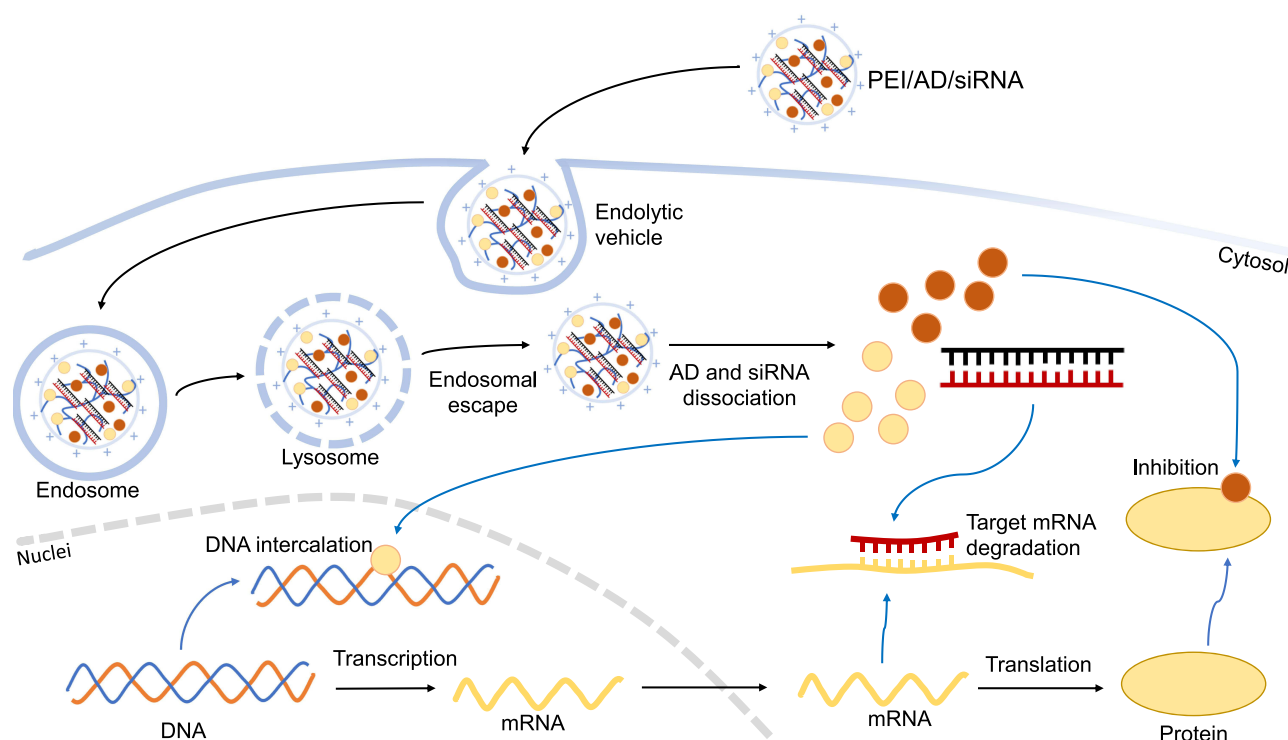 PEI/AD/siRNA
Endolytic
vehicle
Cytosol
Endosomal
escape
AD and siRNA
dissociation
Lysosome
Endosome
Inhibition
Nuclei
DNA intercalation
Target mRNA
degradation
Transcription
Translation
DNA
mRNA
mRNA
Protein